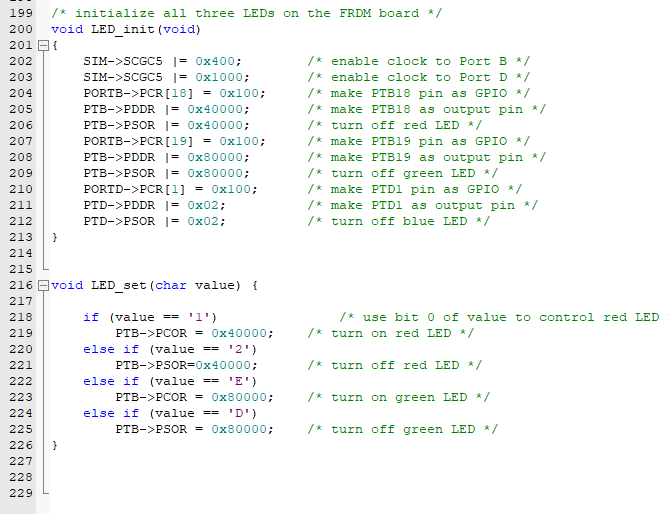 199 /* initialize all three LEDs on the FRDM board */
200 void LED_init(void)
201 {
202 SIM->SCGC5 |= 0x400; /* enable clock to Port B */
203 SIM->SCGC5 |= 0x1000; /* enable clock to Port D */
204 PORTB->PCR[18] = 0x100; /* make PTB18 pin as GPIO */
205 PTB->PDDR |= 0x40000; /* make PTB18 as output pin */
206 PTB->PSOR |= 0x40000; /* turn off red LED */
207 PORTB->PCR[19] = 0x100; /* make PTB19 pin as GPIO */
208 PTB->PDDR |= 0x80000; /* make PTB19 as output pin */
209 PTB->PSOR |= 0x80000; /* turn off green LED */
210 PORTD->PCR[1] = 0x100; /* make PTD1 pin as GPIO */
211 PTD->PDDR |= 0x02; /* make PTD1 as output pin */
212 PTD->PSOR |= 0x02; /* turn off blue LED */
213 }
214
215
216 void LED_set(char value) {
217
218 if (value == '1') /* use bit 0 of value to control red LED
219 PTB->PCOR = 0x40000; /* turn on red LED */
220 else if (value == '2')
221 PTB->PSOR=0x40000; /* turn off red LED */
222 else if (value == 'E')
223 PTB->PCOR = 0x80000; /* turn on green LED */
224 else if (value == 'D')
225 PTB->PSOR = 0x80000; /* turn off green LED */
226 }
227
228
229